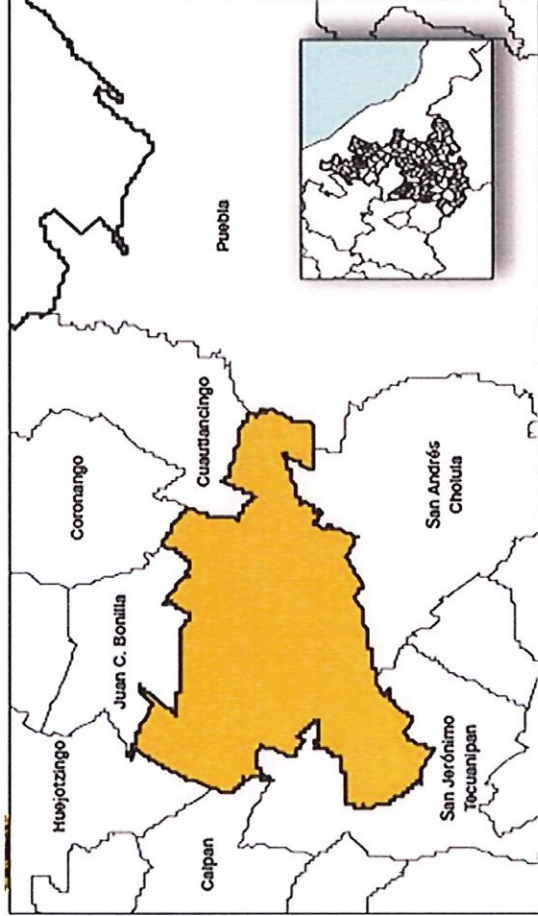 Huejotzingo
Juan C. Bonilla
Coronango
Cuautlancingo
Puebla
Calpan
San Jerónimo
Tecuanipan
San Andrés
Cholula